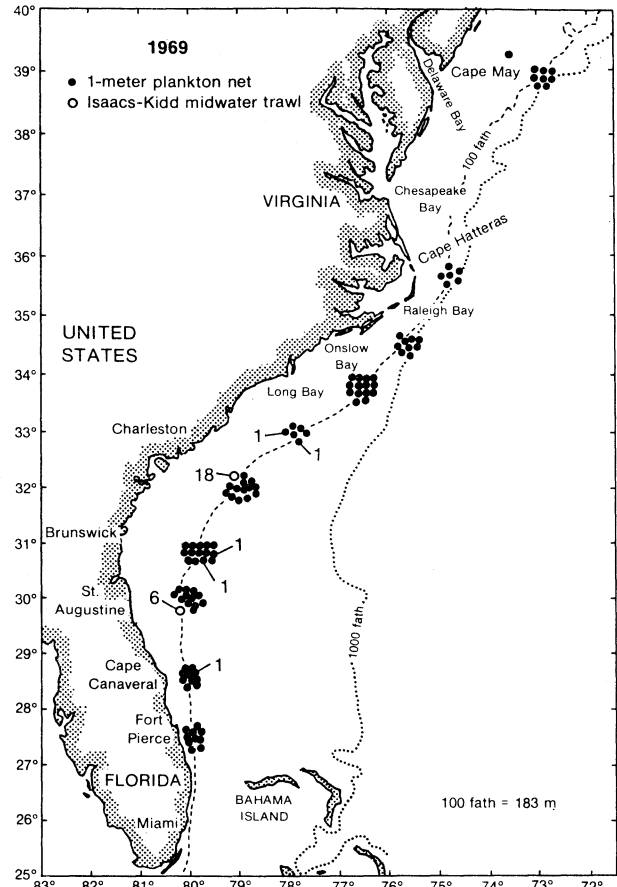 40°
1969
1-meter plankton net
Isaacs-Kidd midwater trawl
Cape May
39°
Delaware Bay
38°
100 fath
37°
VIRGINIA
Chesapeake
Bay
36°
Cape Hatteras
35°
Raleigh Bay
UNITED
STATES
Onslow
Bay
34°
Long Bay
33°
Charleston
1
1
32°
18
Brunswick
31°
1
1
St.
Augustine
30°
6
1000 fath
29°
Cape
Canaveral
1
28°
Fort
Pierce
27°
FLORIDA
BAHAMA
ISLAND
100 fath = 183 m
26°
Miami
25°
83° 82° 81° 80° 79° 78° 77° 76° 75° 74° 73° 72°